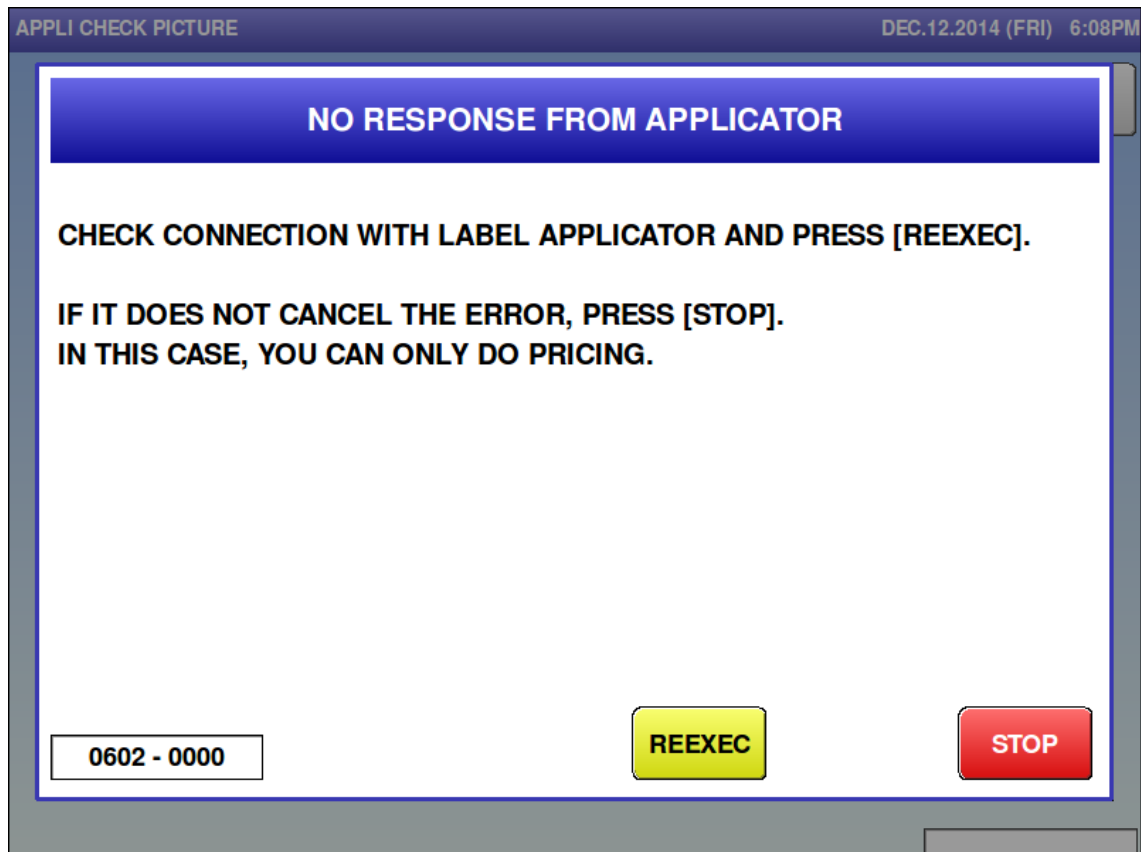 APPLI CHECK PICTURE DEC.12.2014 (FRI) 6:08PM
NO RESPONSE FROM APPLICATOR
CHECK CONNECTION WITH LABEL APPLICATOR AND PRESS [REEXEC].
IF IT DOES NOT CANCEL THE ERROR, PRESS [STOP].
IN THIS CASE, YOU CAN ONLY DO PRICING.
0602 - 0000 REEXEC STOP